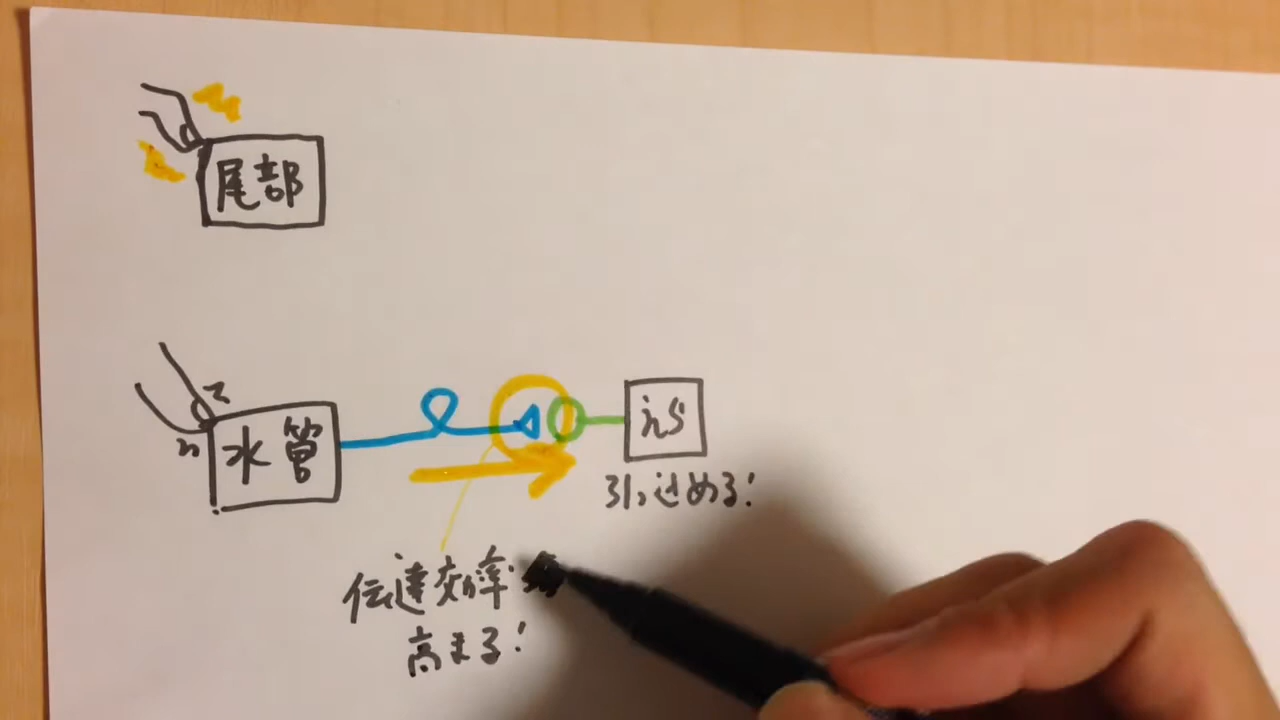 尾部
水管
えら
引っ込める!
伝達効率
高まる!